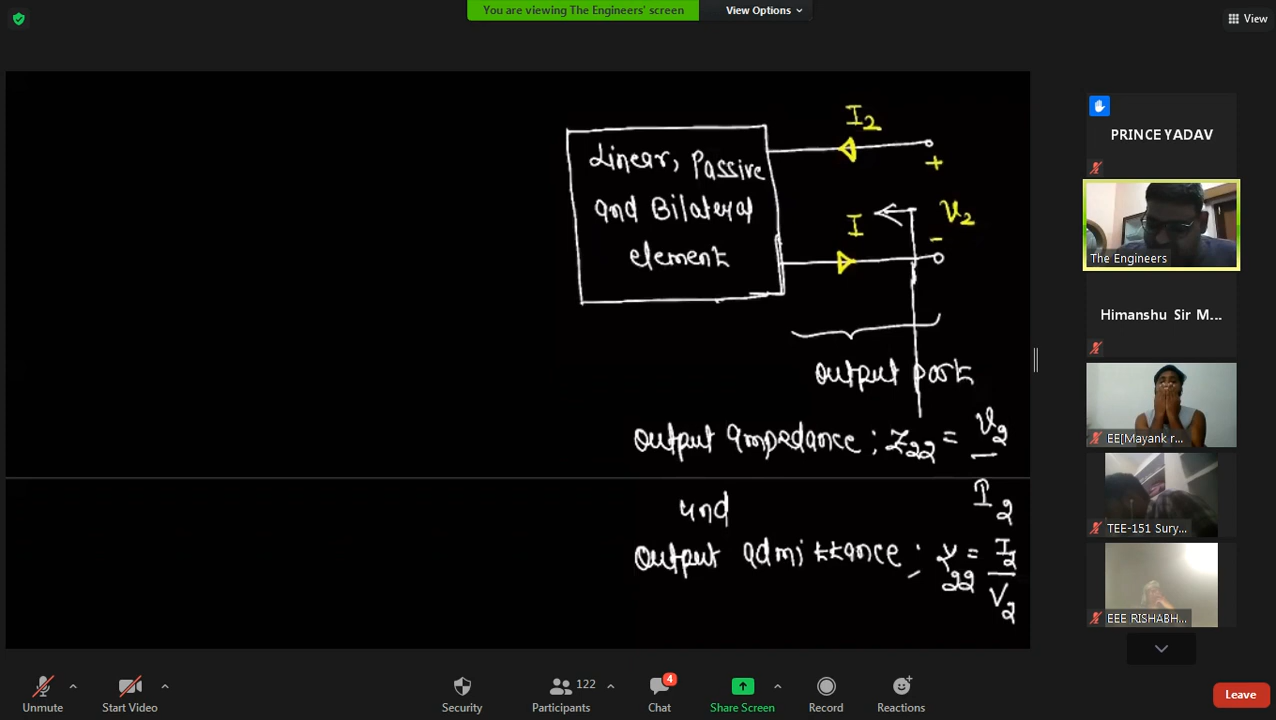 You are viewing The Engineers' screen
View Options
View
I2
+
Linear, Passive
and Bilateral
element
V2
I
-
output port
output impedance ; Z22 = V2
I2
and
output admittance ; Y22 = I2
V2
PRINCE YADAV
The Engineers
Himanshu Sir M...
EE[Mayank r...
TEE-151 Sury...
EEE RISHABH...
Unmute
Start Video
Security
122
Participants
4
Chat
Share Screen
Record
Reactions
Leave